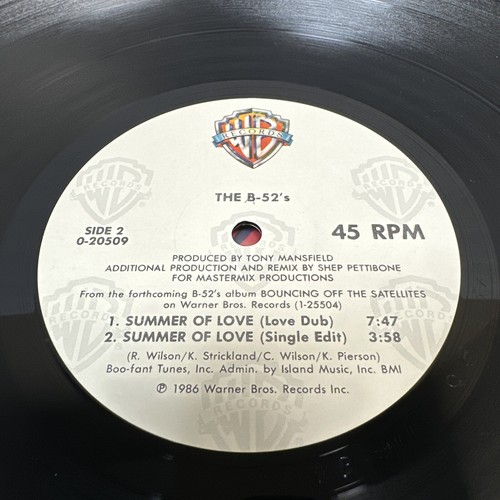 WB
RECORDS
THE B-52's
SIDE 2
0-20509
45 RPM
PRODUCED BY TONY MANSFIELD
ADDITIONAL PRODUCTION AND REMIX BY SHEP PETTIBONE
FOR MASTERMIX PRODUCTIONS
From the forthcoming B-52's album BOUNCING OFF THE SATELLITES
on Warner Bros. Records (1-25504)
1. SUMMER OF LOVE (Love Dub) 7:47
2. SUMMER OF LOVE (Single Edit) 3:58
(R. Wilson/K. Strickland/C. Wilson/K. Pierson)
Boo-fant Tunes, Inc. Admin. by Island Music, Inc. BMI
℗ 1986 Warner Bros. Records Inc.